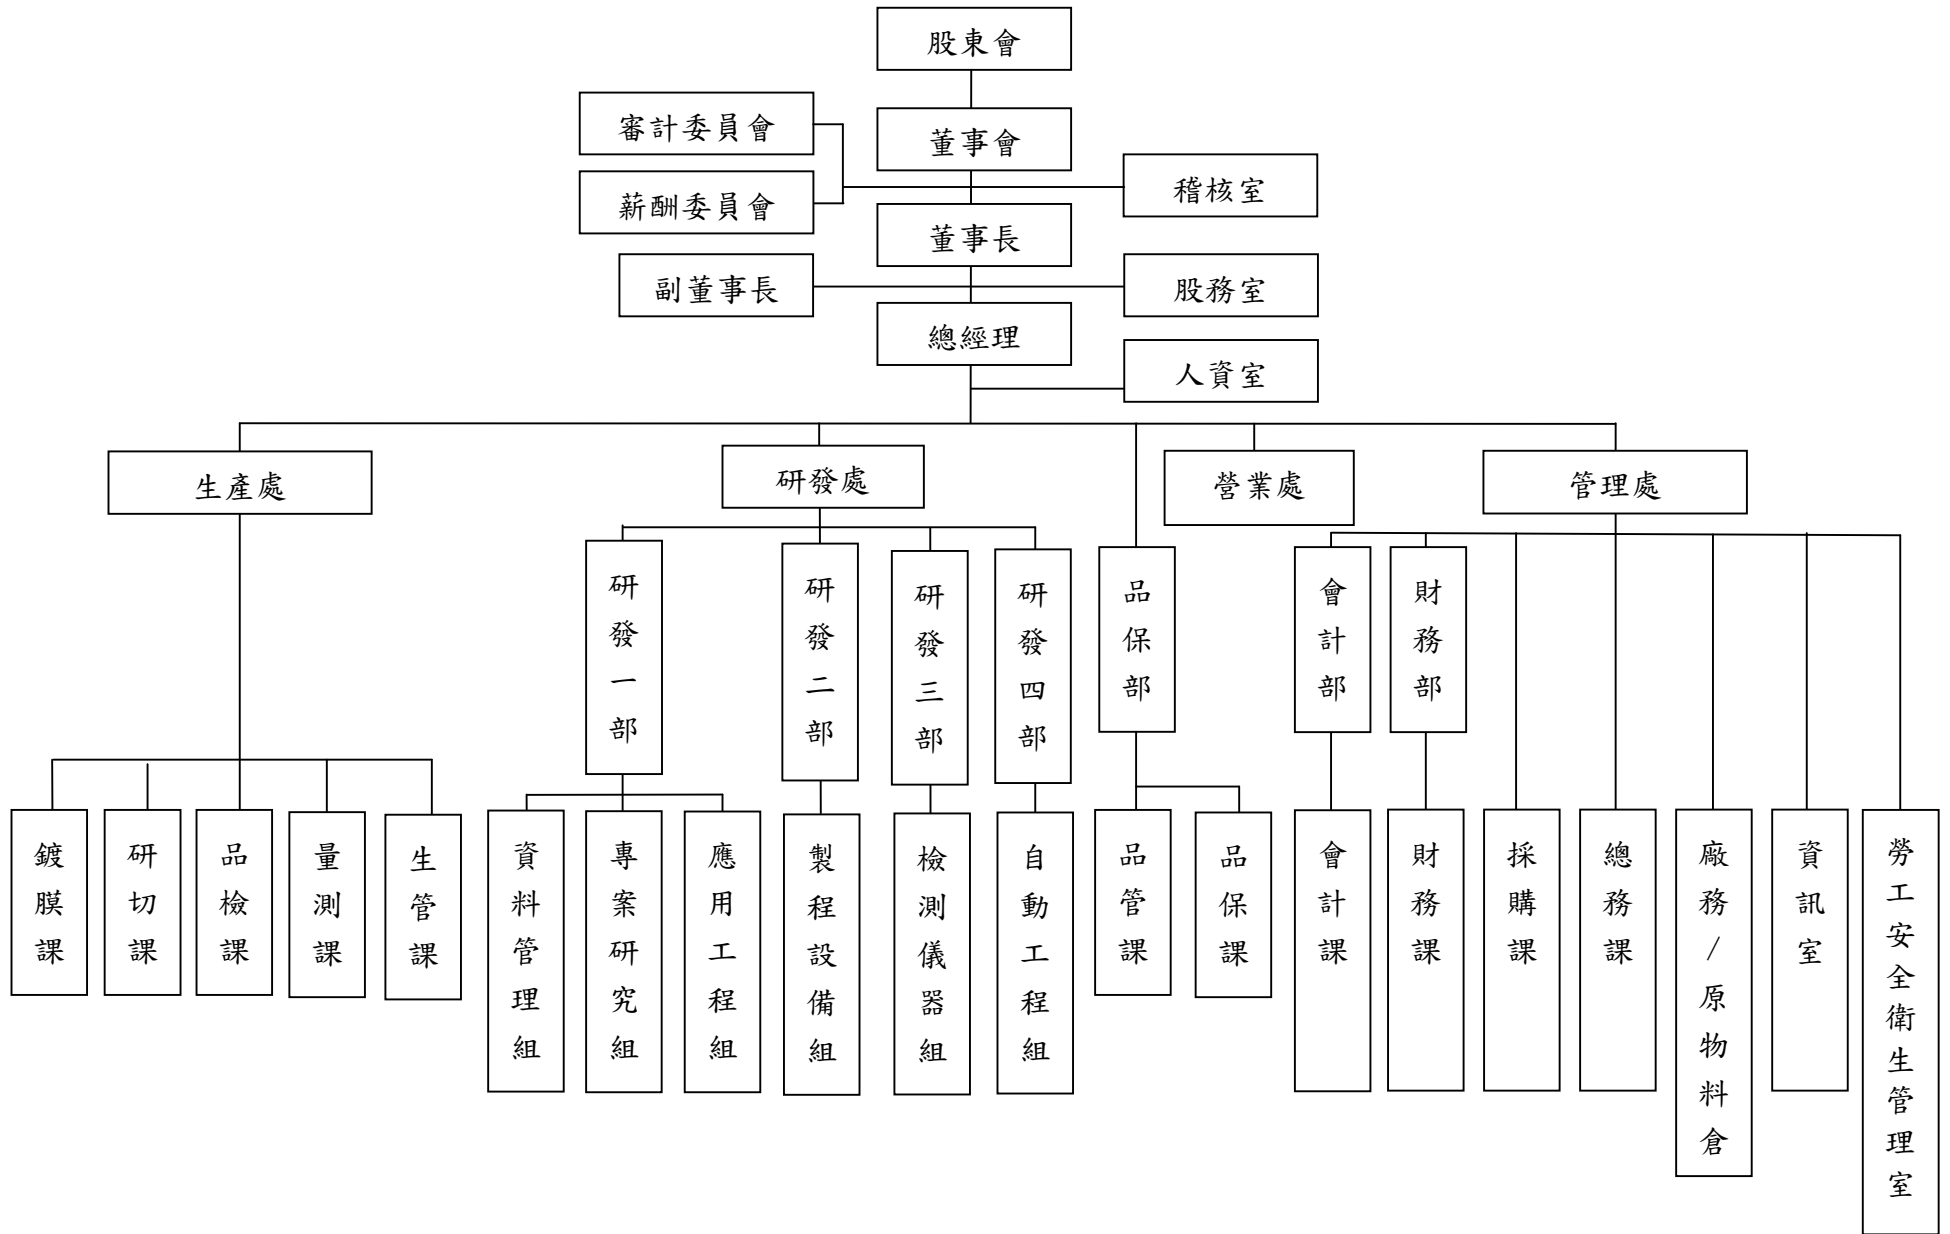 股東會
審計委員會
董事會
稽核室
薪酬委員會
董事長
副董事長
股務室
總經理
人資室
生產處
研發處
營業處
管理處
研發一部
研發二部
研發三部
研發四部
品保部
會計部
財務部
鍍膜課
研切課
品檢課
量測課
生管課
資料管理組
專案研究組
應用工程組
製程設備組
檢測儀器組
自動工程組
品管課
品保課
會計課
財務課
採購課
總務課
廠務/原物料倉
資訊室
勞工安全衛生管理室